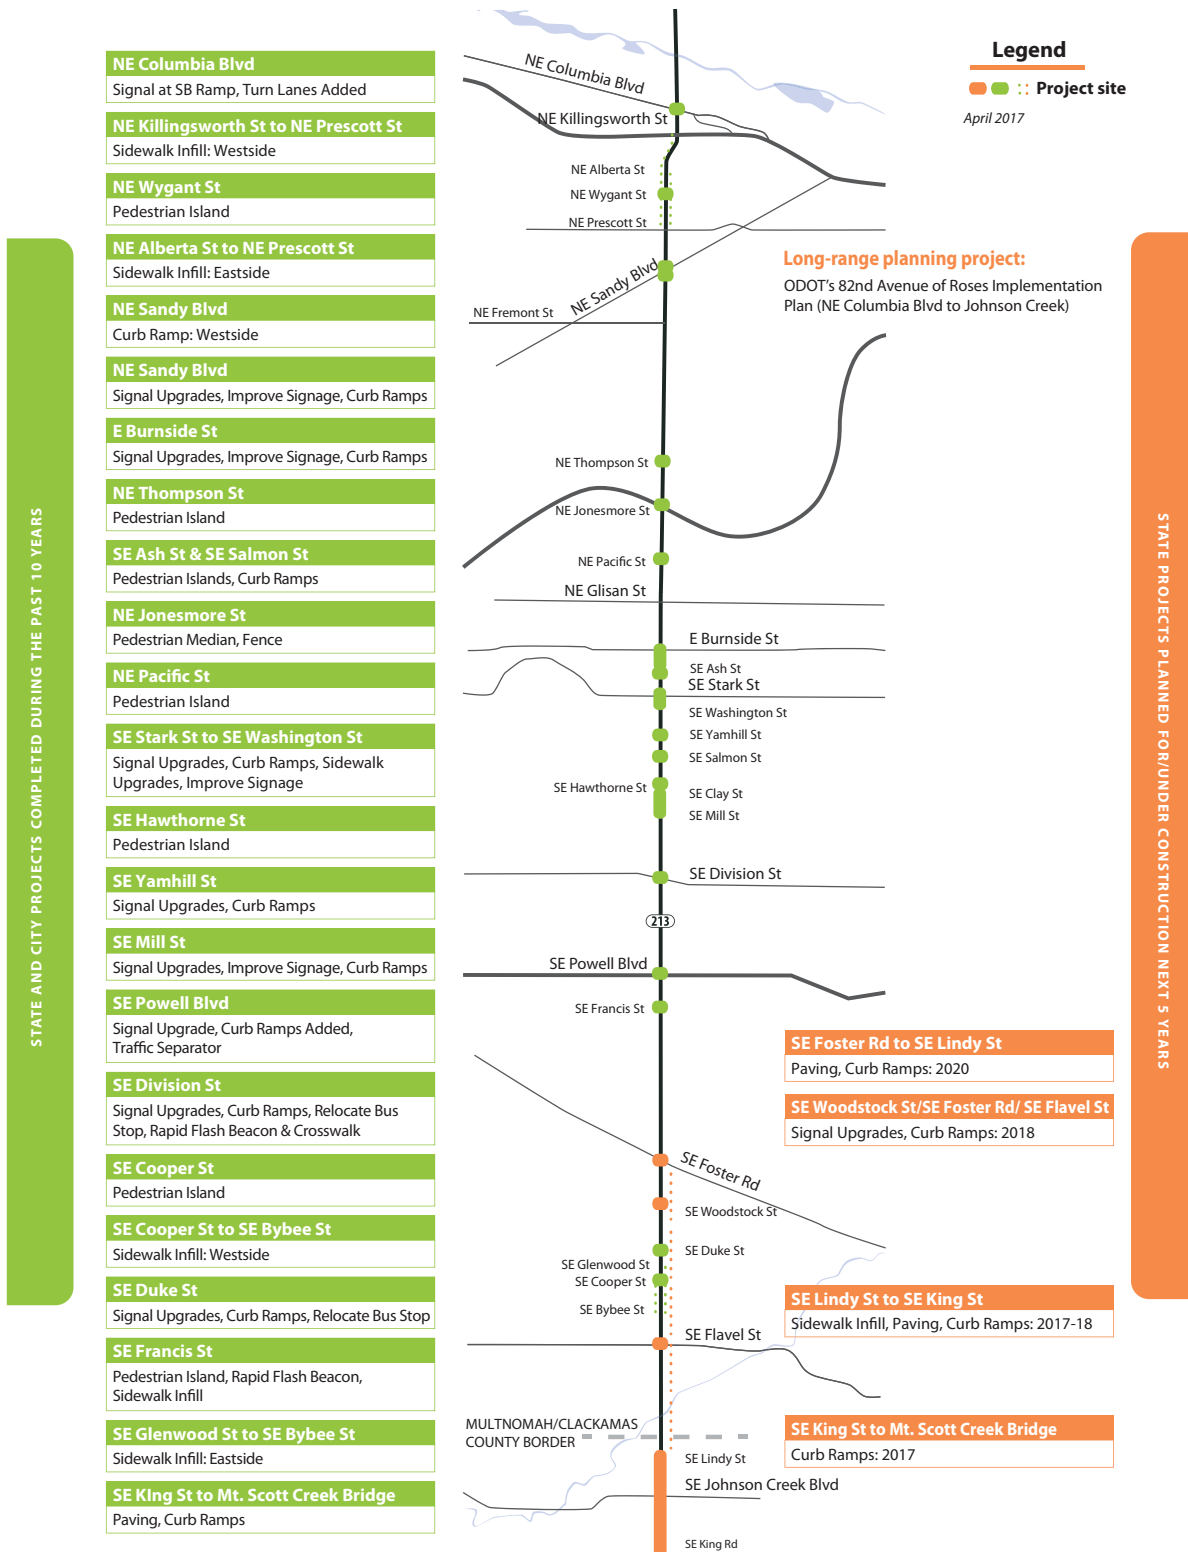 STATE AND CITY PROJECTS COMPLETED DURING THE PAST 10 YEARS
NE Columbia Blvd
Signal at SB Ramp, Turn Lanes Added
NE Killingsworth St to NE Prescott St
Sidewalk Infill: Westside
NE Wygant St
Pedestrian Island
NE Alberta St to NE Prescott St
Sidewalk Infill: Eastside
NE Sandy Blvd
Curb Ramp: Westside
NE Sandy Blvd
Signal Upgrades, Improve Signage, Curb Ramps
E Burnside St
Signal Upgrades, Improve Signage, Curb Ramps
NE Thompson St
Pedestrian Island
SE Ash St & SE Salmon St
Pedestrian Islands, Curb Ramps
NE Jonesmore St
Pedestrian Median, Fence
NE Pacific St
Pedestrian Island
SE Stark St to SE Washington St
Signal Upgrades, Curb Ramps, Sidewalk
Upgrades, Improve Signage
SE Hawthorne St
Pedestrian Island
SE Yamhill St
Signal Upgrades, Curb Ramps
SE Mill St
Signal Upgrades, Improve Signage, Curb Ramps
SE Powell Blvd
Signal Upgrade, Curb Ramps Added,
Traffic Separator
SE Division St
Signal Upgrades, Curb Ramps, Relocate Bus
Stop, Rapid Flash Beacon & Crosswalk
SE Cooper St
Pedestrian Island
SE Cooper St to SE Bybee St
Sidewalk Infill: Westside
SE Duke St
Signal Upgrades, Curb Ramps, Relocate Bus Stop
SE Francis St
Pedestrian Island, Rapid Flash Beacon,
Sidewalk Infill
SE Glenwood St to SE Bybee St
Sidewalk Infill: Eastside
SE KIng St to Mt. Scott Creek Bridge
Paving, Curb Ramps
NE Columbia Blvd
NE Killingsworth St
NE Alberta St
NE Wygant St
NE Prescott St
NE Sandy Blvd
NE Fremont St
NE Thompson St
NE Jonesmore St
NE Pacific St
NE Glisan St
E Burnside St
SE Ash St
SE Stark St
SE Washington St
SE Yamhill St
SE Salmon St
SE Hawthorne St
SE Clay St
SE Mill St
SE Division St
213
SE Powell Blvd
SE Francis St
SE Foster Rd
SE Woodstock St
SE Duke St
SE Glenwood St
SE Cooper St
SE Bybee St
SE Flavel St
MULTNOMAH/CLACKAMAS
COUNTY BORDER
SE Lindy St
SE Johnson Creek Blvd
SE King Rd
Legend
Project site
April 2017
Long-range planning project:
ODOT's 82nd Avenue of Roses Implementation
Plan (NE Columbia Blvd to Johnson Creek)
SE Foster Rd to SE Lindy St
Paving, Curb Ramps: 2020
SE Woodstock St/SE Foster Rd/ SE Flavel St
Signal Upgrades, Curb Ramps: 2018
SE Lindy St to SE King St
Sidewalk Infill, Paving, Curb Ramps: 2017-18
SE King St to Mt. Scott Creek Bridge
Curb Ramps: 2017
STATE PROJECTS PLANNED FOR/UNDER CONSTRUCTION NEXT 5 YEARS